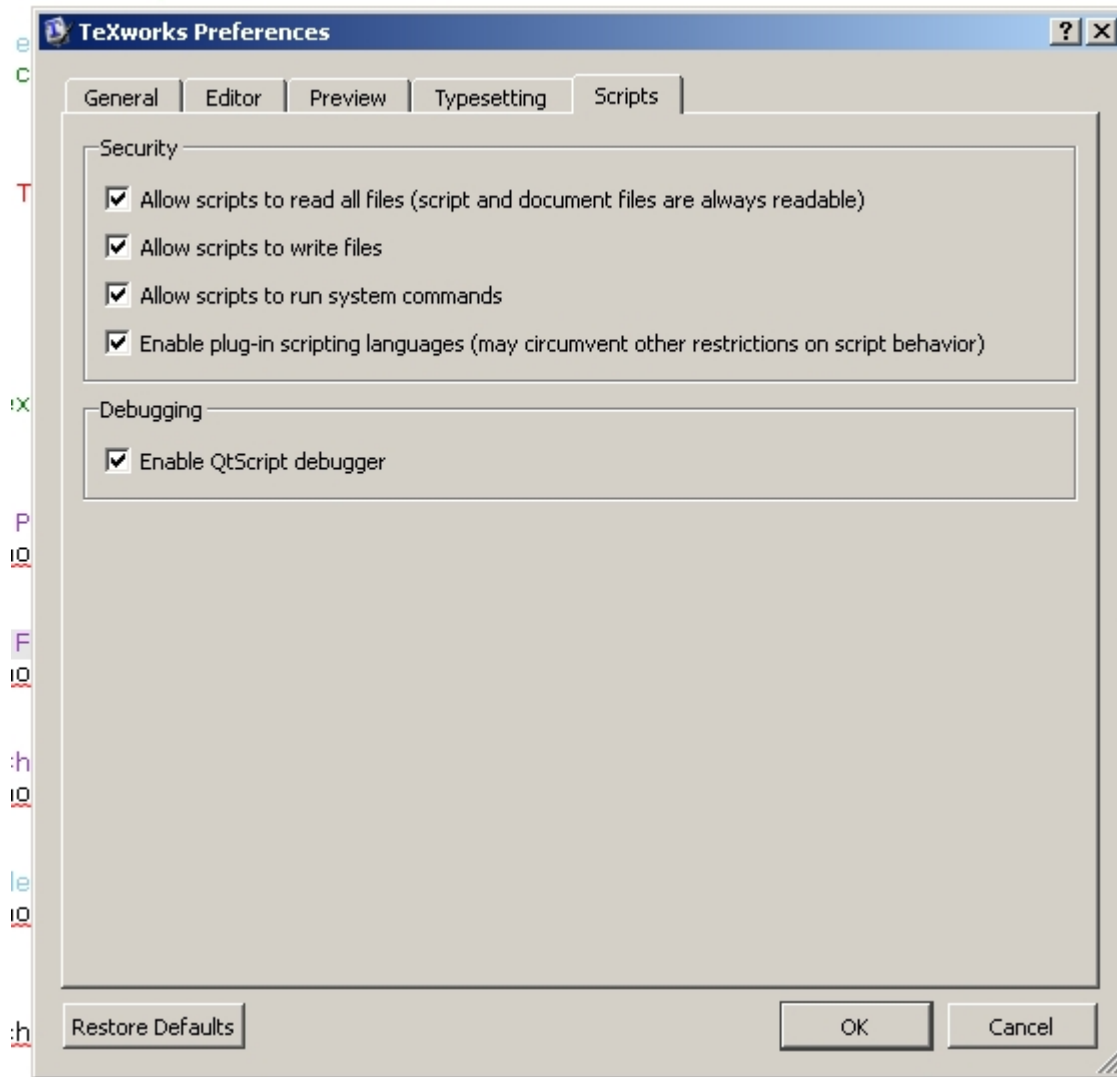 TeXworks Preferences
General Editor Preview Typesetting Scripts
Security
Allow scripts to read all files (script and document files are always readable)
Allow scripts to write files
Allow scripts to run system commands
Enable plug-in scripting languages (may circumvent other restrictions on script behavior)
Debugging
Enable QtScript debugger
Restore Defaults OK Cancel